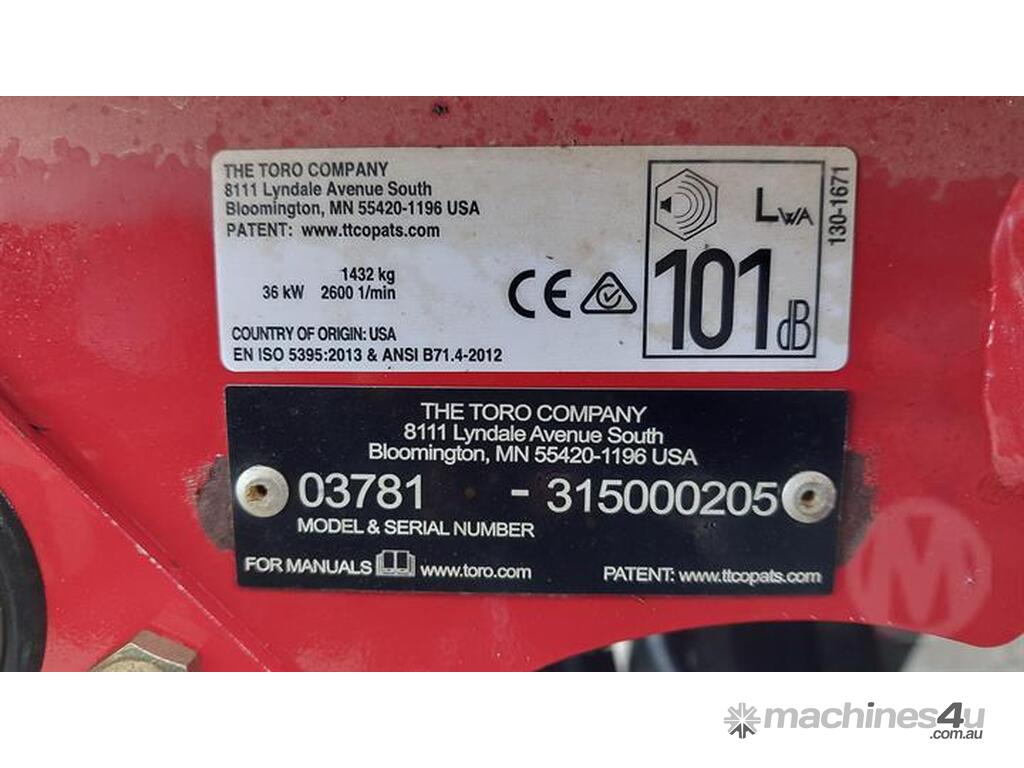 THE TORO COMPANY
8111 Lyndale Avenue South
Bloomington, MN 55420-1196 USA
PATENT: www.ttcopats.com
1432 kg
36 kW 2600 1/min
COUNTRY OF ORIGIN: USA
EN ISO 5395:2013 & ANSI B71.4-2012
CE
LWA
101 dB
130-1671
THE TORO COMPANY
8111 Lyndale Avenue South
Bloomington, MN 55420-1196 USA
03781 - 315000205
MODEL & SERIAL NUMBER
FOR MANUALS www.toro.com
PATENT: www.ttcopats.com
M
machines4u
.com.au